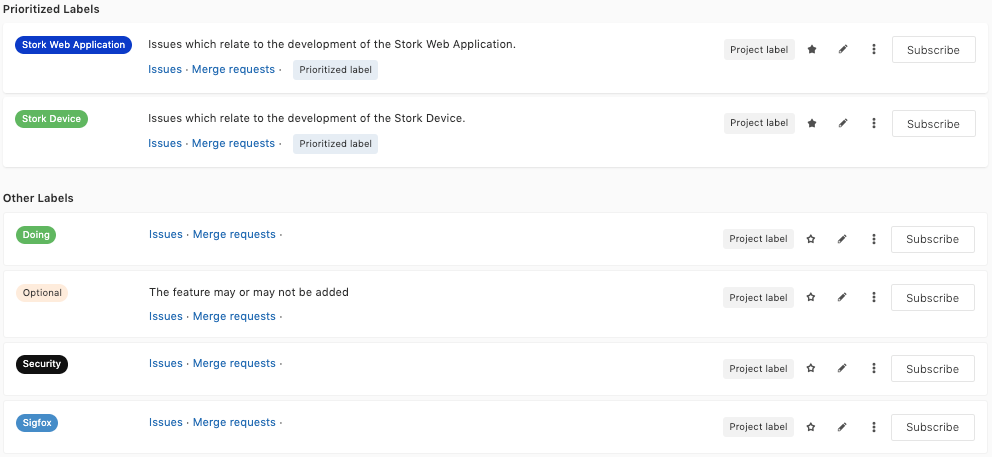 Prioritized Labels
Stork Web Application Issues which relate to the development of the Stork Web Application. Project label Subscribe
Issues · Merge requests · Prioritized label
Stork Device Issues which relate to the development of the Stork Device. Project label Subscribe
Issues · Merge requests · Prioritized label
Other Labels
Doing Issues · Merge requests · Project label Subscribe
Optional The feature may or may not be added Project label Subscribe
Issues · Merge requests ·
Security Issues · Merge requests · Project label Subscribe
Sigfox Issues · Merge requests · Project label Subscribe